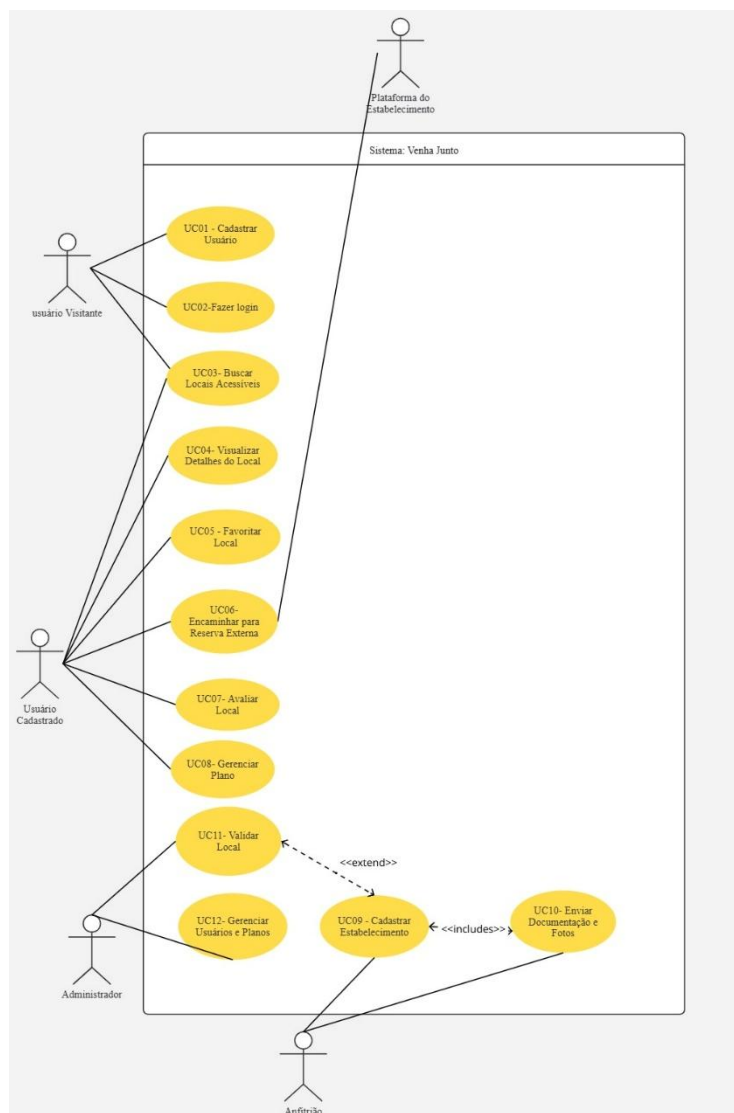 Plataforma do
Estabelecimento
Sistema: Venha Junto
UC01 - Cadastrar
Usuário
usuário Visitante
UC02-Fazer login
UC03- Buscar
Locais Acessíveis
UC04- Visualizar
Detalhes do Local
UC05 - Favoritar
Local
UC06-
Encaminhar para
Reserva Externa
Usuário
Cadastrado
UC07- Avaliar
Local
UC08- Gerenciar
Plano
UC11- Validar
Local
<<extend>>
UC12- Gerenciar
Usuários e Planos
UC09 - Cadastrar
Estabelecimento
<<includes>>
UC10- Enviar
Documentação e
Fotos
Administrador
Anfitrião